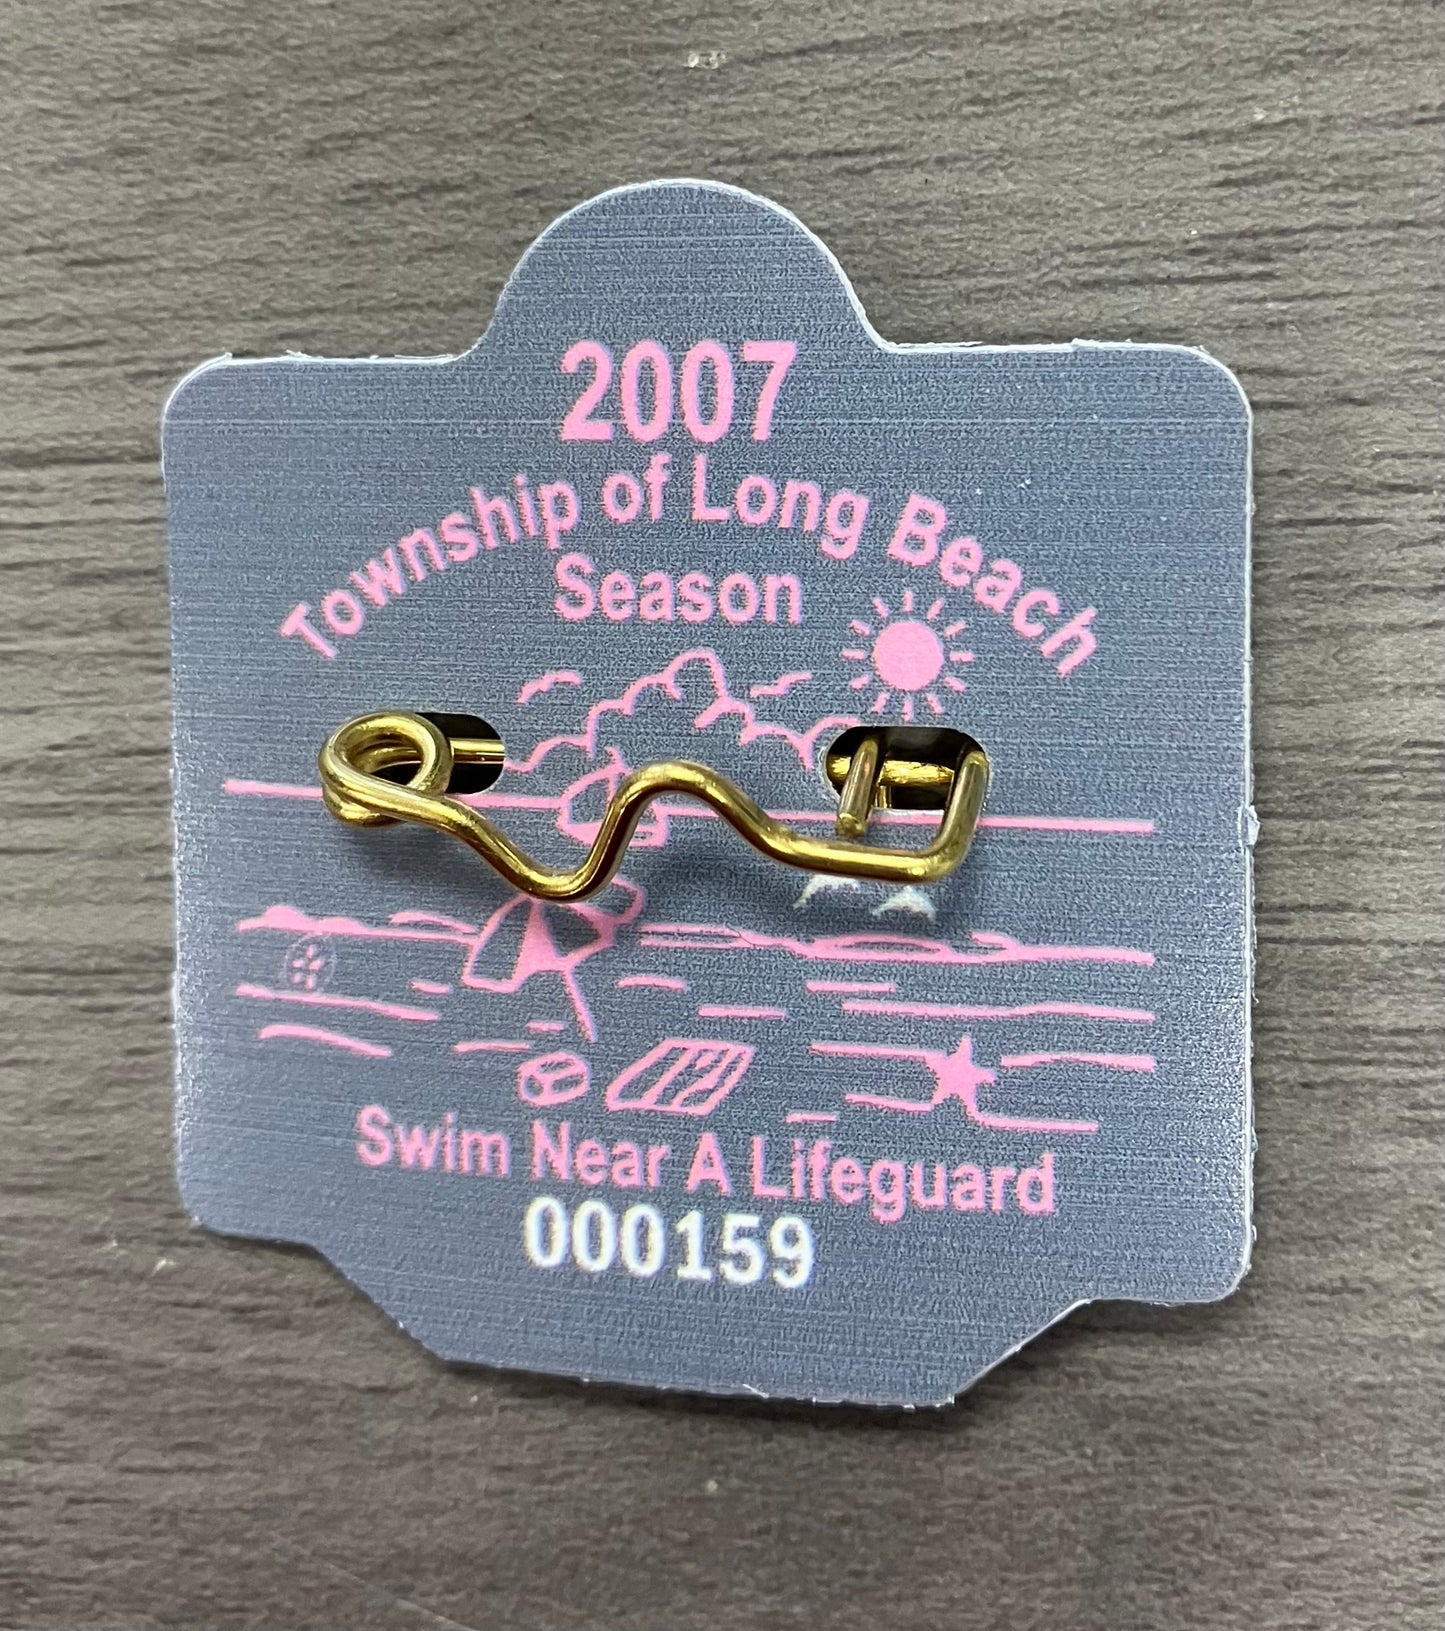 2007
Township of Long Beach
Season
Swim Near A Lifeguard
000159